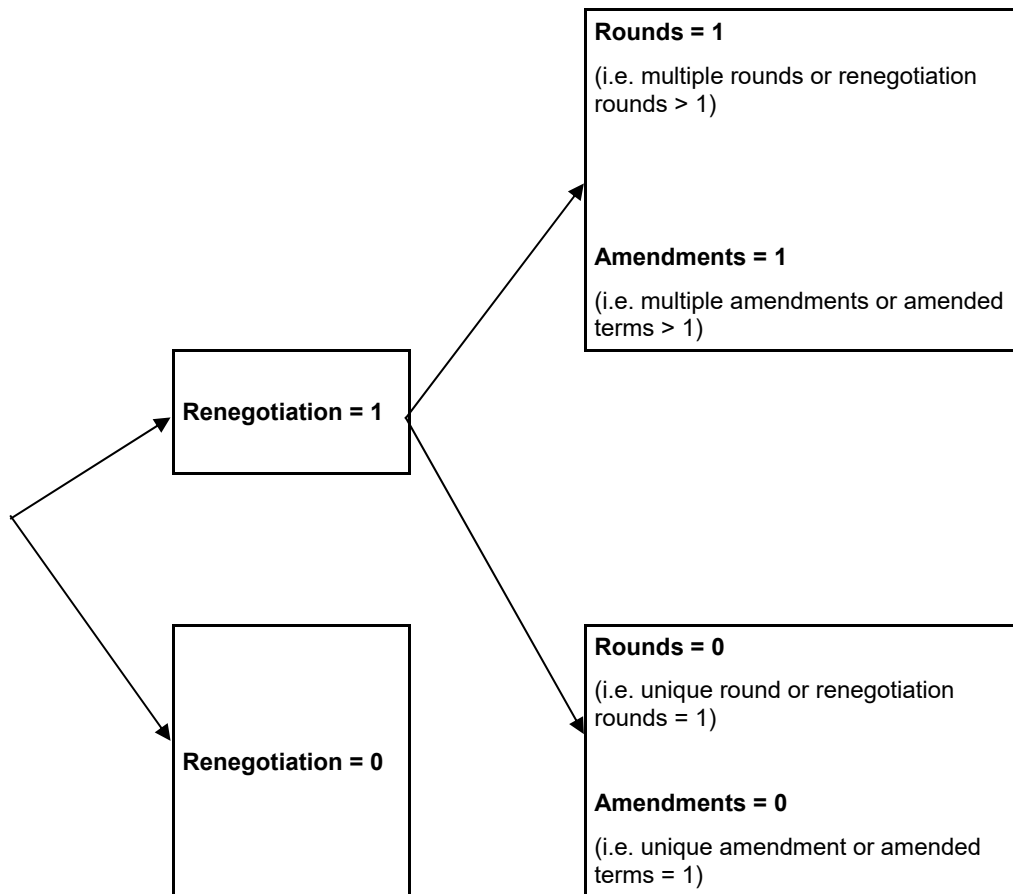 Rounds = 1
(i.e. multiple rounds or renegotiation
rounds > 1)
Amendments = 1
(i.e. multiple amendments or amended
terms > 1)
Renegotiation = 1
Renegotiation = 0
Rounds = 0
(i.e. unique round or renegotiation
rounds = 1)
Amendments = 0
(i.e. unique amendment or amended
terms = 1)